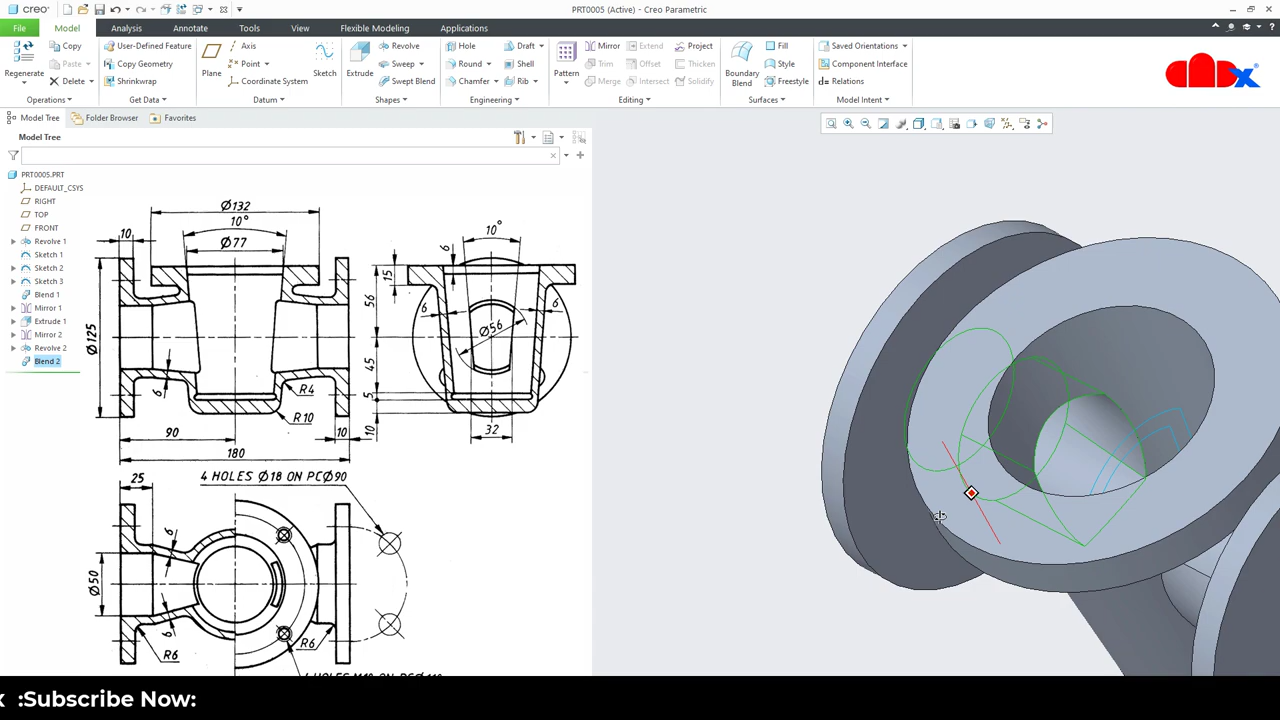 creo
PRT0005 (Active) - Creo Parametric
File
Model
Analysis
Annotate
Tools
View
Flexible Modeling
Applications
Regenerate
Copy
Paste
Delete
Operations
User-Defined Feature
Copy Geometry
Shrinkwrap
Get Data
Plane
Axis
Point
Coordinate System
Sketch
Datum
Extrude
Revolve
Sweep
Swept Blend
Shapes
Hole
Round
Chamfer
Draft
Shell
Rib
Engineering
Pattern
Mirror
Trim
Merge
Extend
Offset
Intersect
Project
Thicken
Solidify
Editing
Boundary
Blend
Fill
Style
Freestyle
Surfaces
Saved Orientations
Component Interface
Relations
Model Intent
CADX
Model Tree
Folder Browser
Favorites
Model Tree
PRT0005.PRT
DEFAULT_CSYS
RIGHT
TOP
FRONT
Revolve 1
Sketch 1
Sketch 2
Sketch 3
Blend 1
Mirror 1
Extrude 1
Mirror 2
Revolve 2
Blend 2
Ø132
10°
Ø77
10
Ø125
6
R4
R10
90
10
180
15
56
45
5
10
10°
6
6
6
Ø56
32
25
4 HOLES Ø18 ON PCØ90
6
Ø50
6
R6
R6
:Subscribe Now: